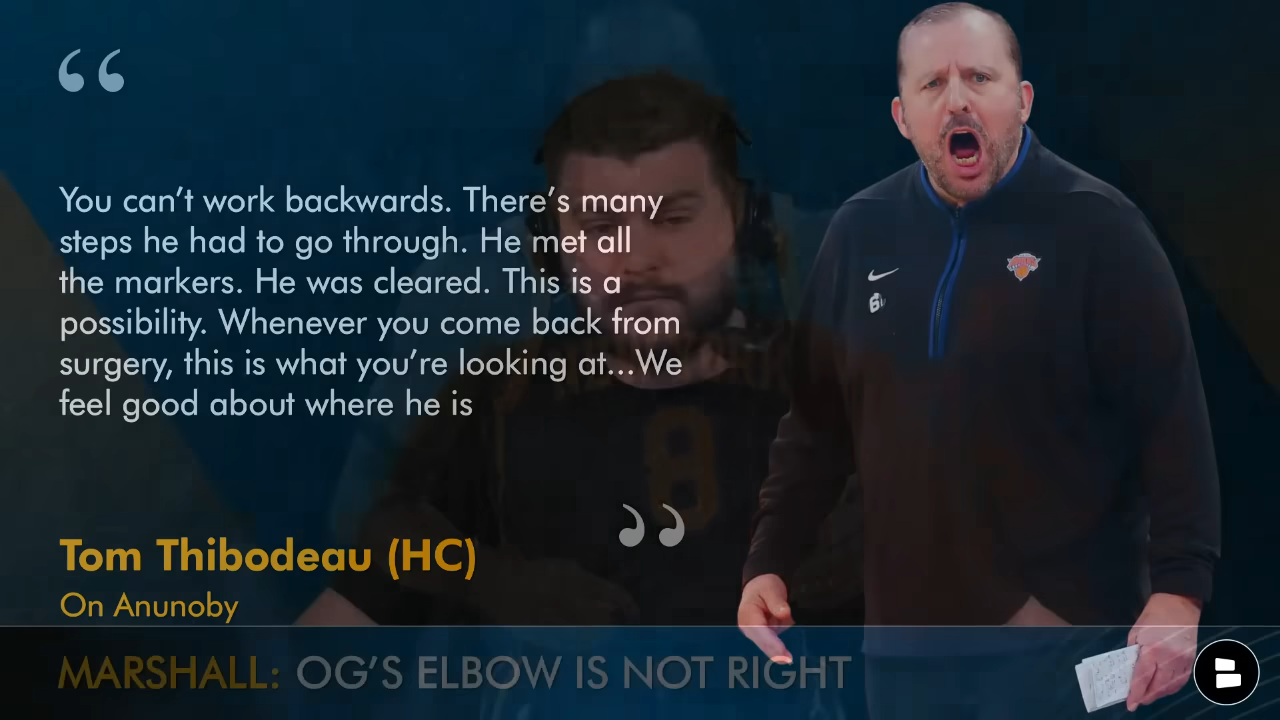 “
You can’t work backwards. There’s many
steps he had to go through. He met all
the markers. He was cleared. This is a
possibility. Whenever you come back from
surgery, this is what you’re looking at...We
feel good about where he is
”
Tom Thibodeau (HC)
On Anunoby
MARSHALL: OG’S ELBOW IS NOT RIGHT
8